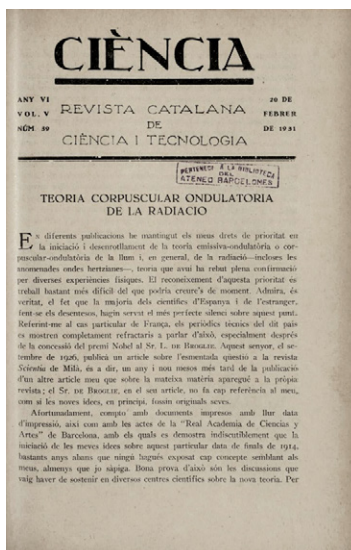 CIÈNCIA
ANY VI
VOL. V
NÚM 39
REVISTA CATALANA
DE
CIÈNCIA I TECNOLOGIA
20 DE
FEBRER
DE 1931
PERTENECE A LA BIBLIOTECA
DEL
ATENEO BARCELONES
TEORIA CORPUSCULAR ONDULATORIA
DE LA RADIACIO
En diferents publicacions he mantingut els meus drets de prioritat en
la iniciació i desenrotllament de la teoria emissiva-ondulatòria o cor-
puscular-ondulatòria de la llum i, en general, de la radiació—incloses les
anomenades ondes hertzianes—, teoria que avui ha rebut plena confirmació
per diverses experiències físiques. El reconeixement d'aquesta prioritat és
treball bastant més difícil del que podria creure's de moment. Admira, és
veritat, el fet que la majoria dels científics d'Espanya i de l'estranger,
fent-se els desentesos, hagin servat el més perfecte silenci sobre aquest punt.
Referint-me al cas particular de França, els periòdics tècnics del dit país
es mostren completament refractaris a parlar d'això, especialment després
de la concessió del premi Nobel al Sr. L. DE BROGLIE. Aquest senyor, el se-
tembre de 1926, publicà un article sobre l'esmentada qüestió a la revista
Scientia de Milà, és a dir, un any i nou mesos més tard de la publicació
d'un altre article meu que sobre la mateixa matèria aparegué a la pròpia
revista; el Sr. DE BROGLIE, en el seu article, no fa cap referència al meu,
com si les noves idees, en principi, fossin originals seves.
Afortunadament, compto amb documents impresos amb llur data
d'impressió, així com amb les actes de la "Real Academia de Ciencias y
Artes" de Barcelona, amb els quals es demostra indiscutiblement que la
iniciació de les meves idees sobre aquest particular data de finals de 1914,
bastants anys abans que ningú hagués exposat cap concepte semblant als
meus, almenys que jo sàpiga. Bona prova d'això són les discussions que
vaig haver de sostenir en diversos centres científics sobre la nova teoria. Per